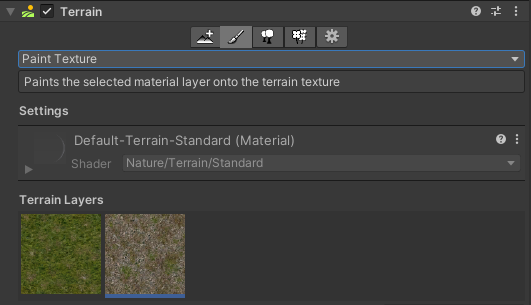 Terrain
Paint Texture
Paints the selected material layer onto the terrain texture
Settings
Default-Terrain-Standard (Material)
Shader Nature/Terrain/Standard
Terrain Layers